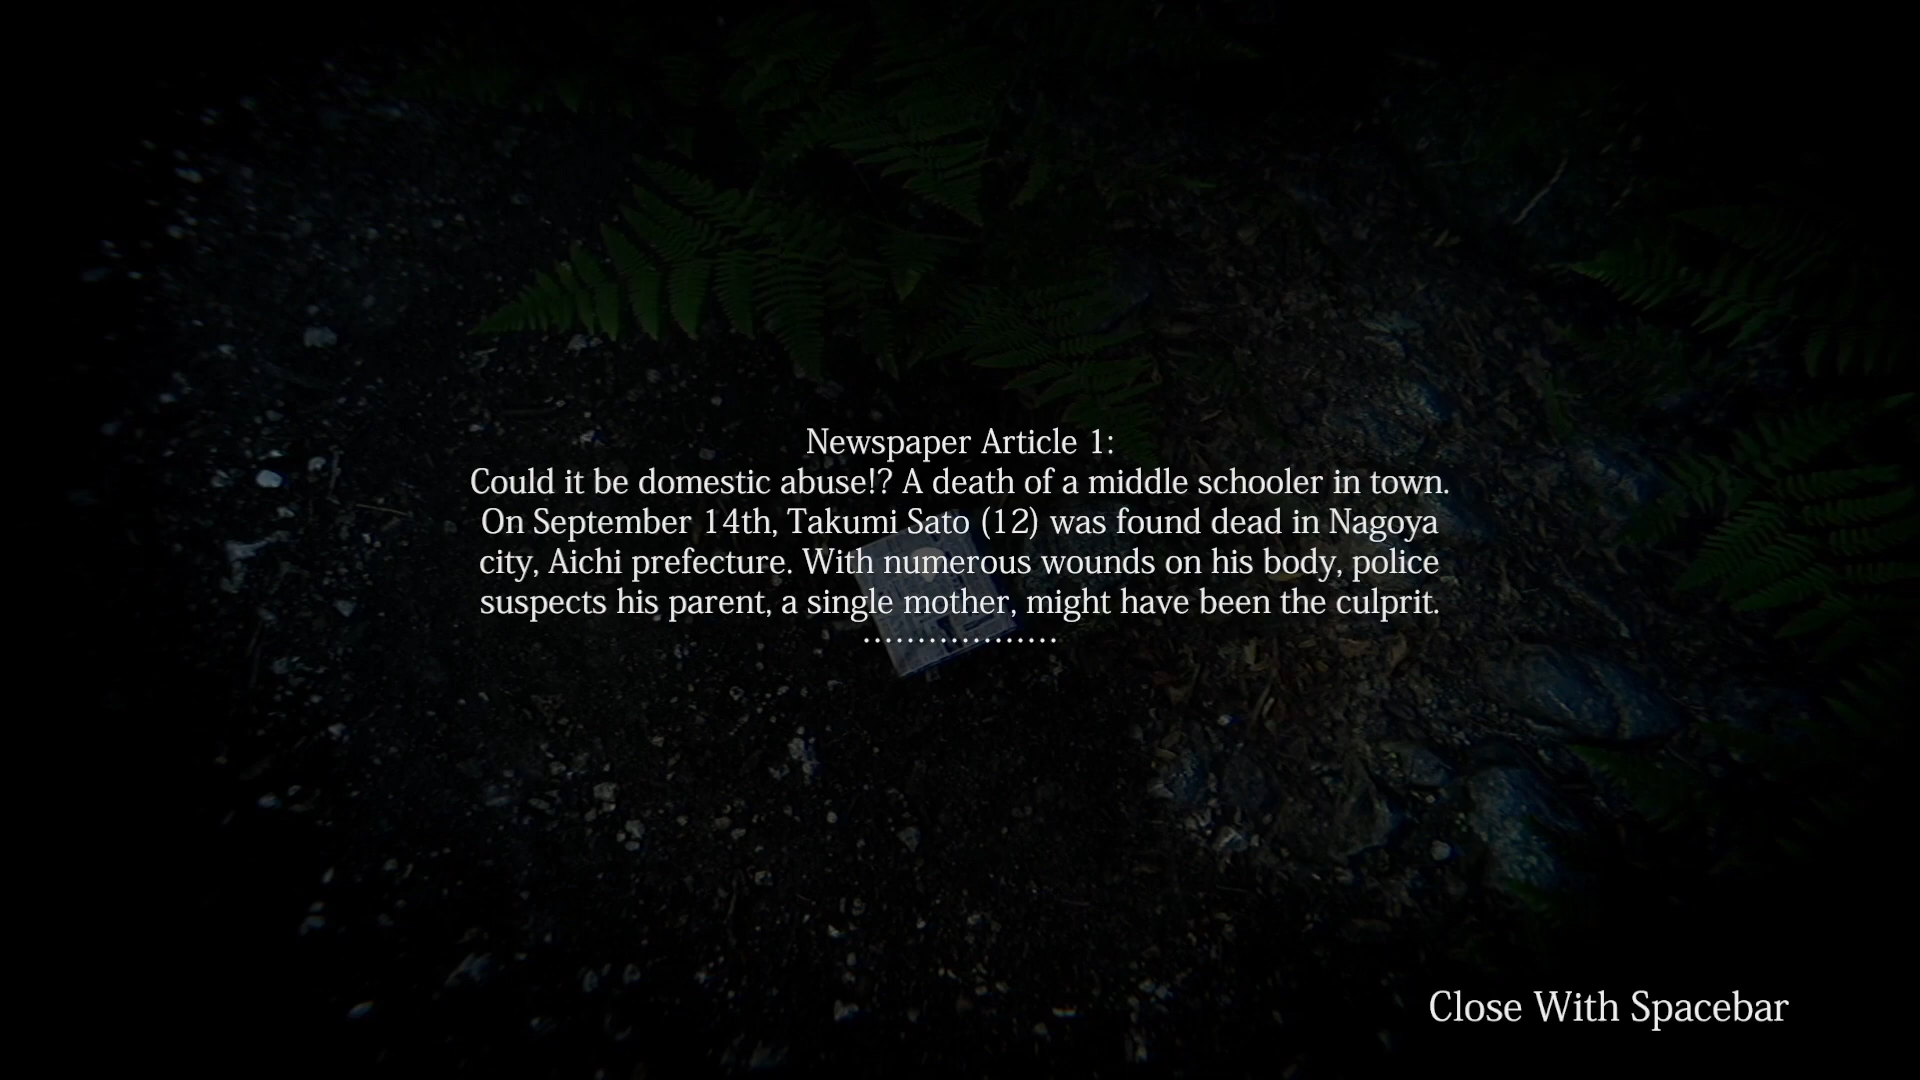 Newspaper Article 1:
Could it be domestic abuse!? A death of a middle schooler in town.
On September 14th, Takumi Sato (12) was found dead in Nagoya
city, Aichi prefecture. With numerous wounds on his body, police
suspects his parent, a single mother, might have been the culprit.
..................
Close With Spacebar